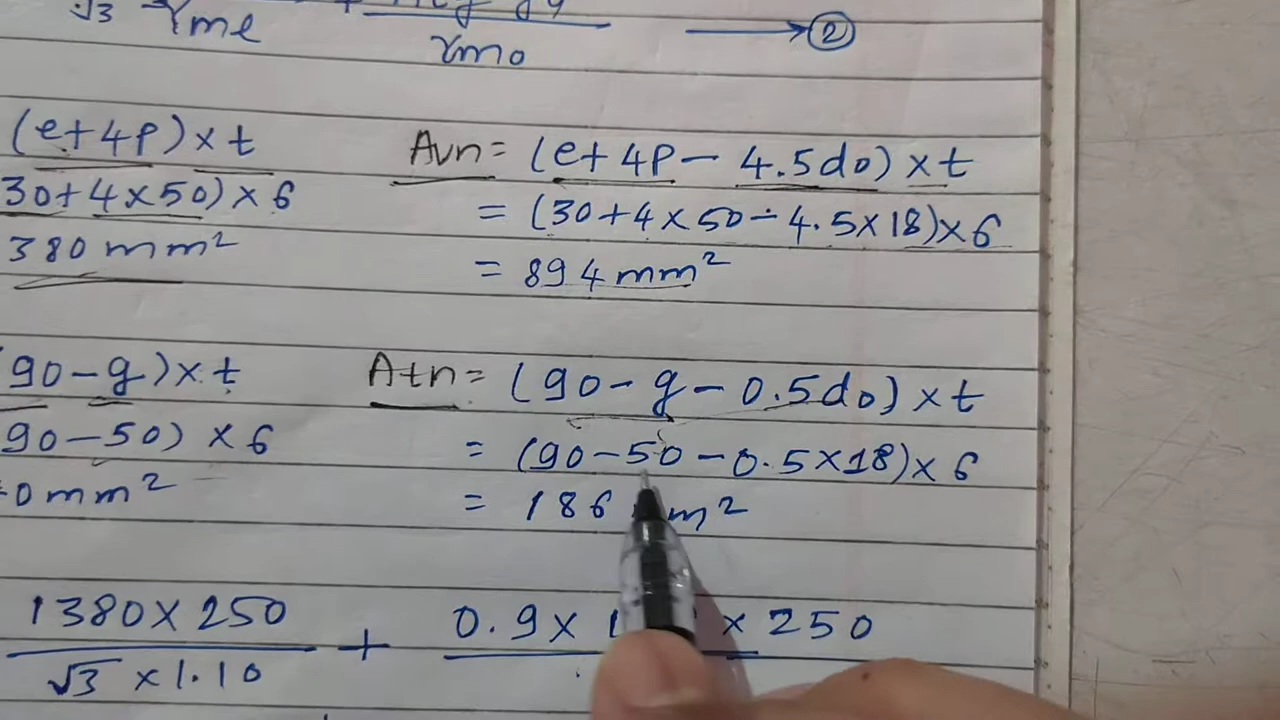 √3 γme
γmo → ②
(e+4p)×t Avn = (e+4p- 4.5do)×t
30+4×50)×6 = (30+4×50-4.5×18)×6
380 mm² = 894 mm²
(90-g)×t Atn = (90-g-0.5do)×t
90-50)×6 = (90-50-0.5×18)×6
0mm² = 186 m²
1380×250 + 0.9× ×250
√3 ×1.10